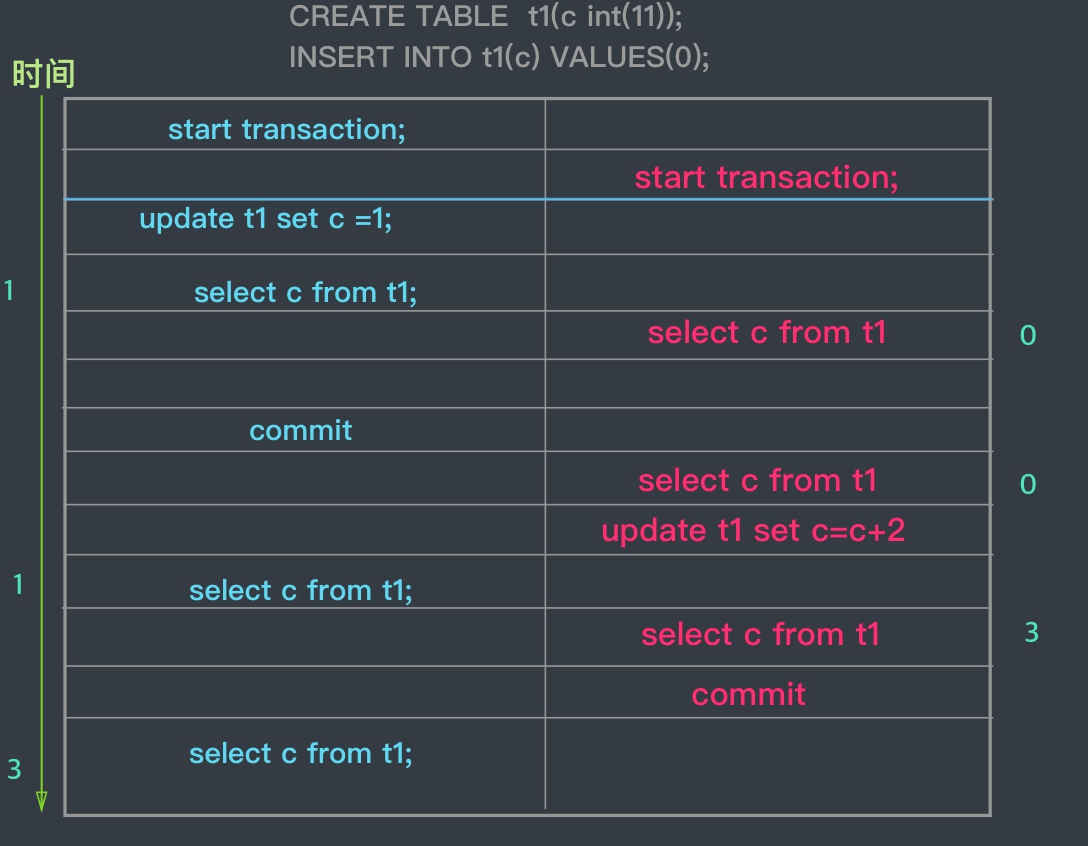 CREATE TABLE t1(c int(11));
INSERT INTO t1(c) VALUES(0);
时间
start transaction;
start transaction;
update t1 set c =1;
1
select c from t1;
select c from t1
0
commit
select c from t1
0
update t1 set c=c+2
1
select c from t1;
select c from t1
3
commit
select c from t1;
3